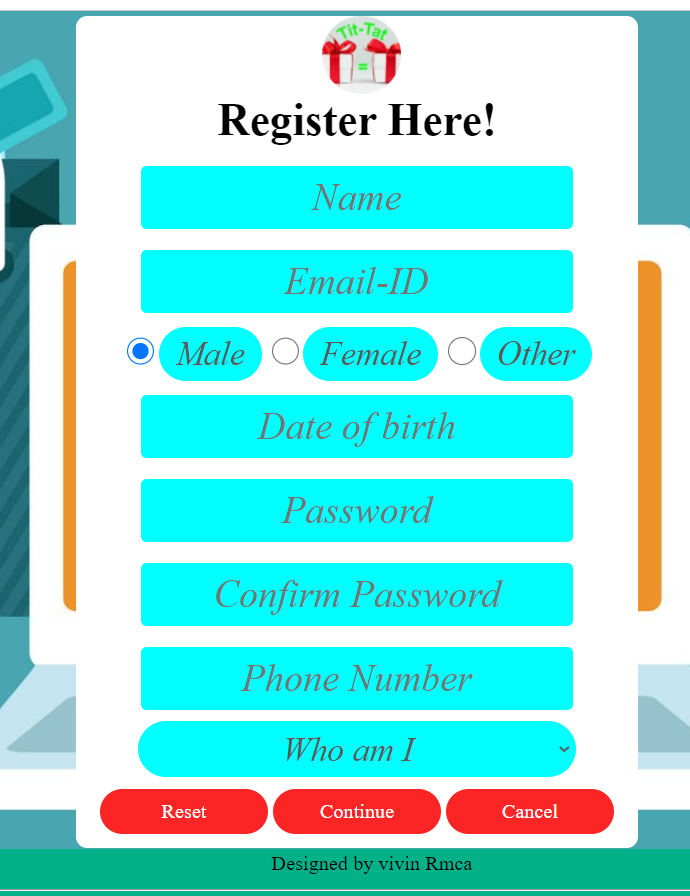 Tit-Tat
=
Register Here!
Name
Email-ID
Male Female Other
Date of birth
Password
Confirm Password
Phone Number
Who am I
Reset Continue Cancel
Designed by vivin Rmca